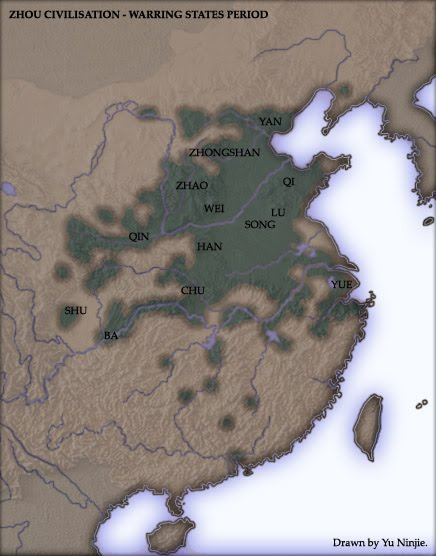 ZHOU CIVILISATION - WARRING STATES PERIOD
YAN
ZHONGSHAN
ZHAO
QI
WEI
LU
SONG
QIN
HAN
CHU
YUE
SHU
BA
Drawn by Yu Ninjie.